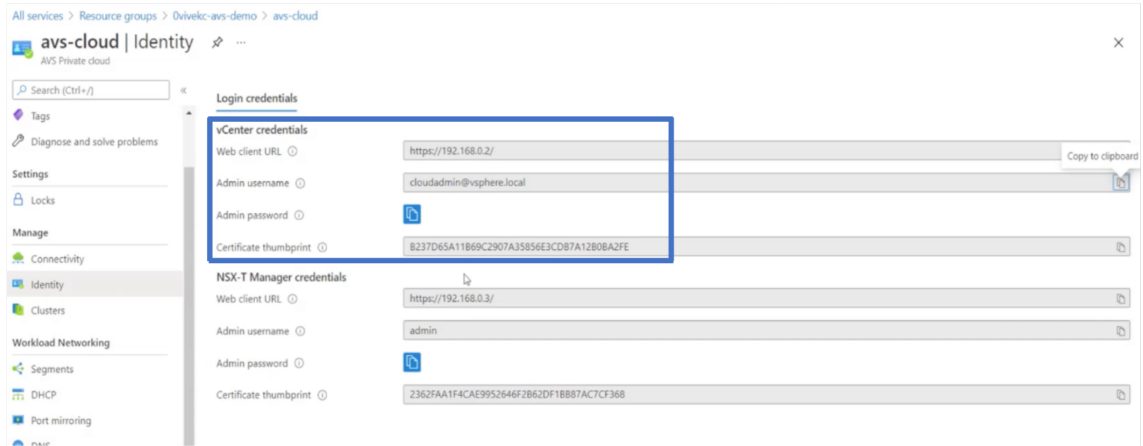 All services > Resource groups > 0vivekc-avs-demo > avs-cloud
avs-cloud | Identity
AVS Private cloud
Search (Ctrl+/)
Tags
Diagnose and solve problems
Settings
Locks
Manage
Connectivity
Identity
Clusters
Workload Networking
Segments
DHCP
Port mirroring
DNS
Login credentials
vCenter credentials
Web client URL https://192.168.0.2/
Copy to clipboard
Admin username cloudadmin@vsphere.local
Admin password
Certificate thumbprint B237D65A11B69C2907A35856E3CDB7A12B0BA2FE
NSX-T Manager credentials
Web client URL https://192.168.0.3/
Admin username admin
Admin password
Certificate thumbprint 2362FAA1F4CAE9952646F2B62DF1BB87AC7CF368